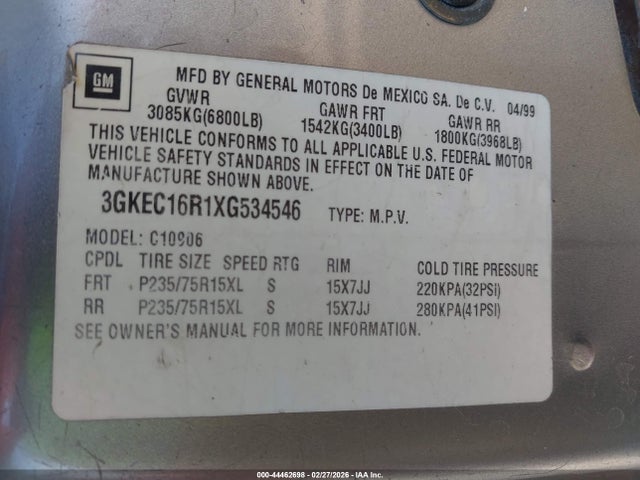 GM
MFD BY GENERAL MOTORS De MEXICO SA. De C.V. 04/99
GVWR GAWR FRT GAWR RR
3085KG(6800LB) 1542KG(3400LB) 1800KG(3968LB)
THIS VEHICLE CONFORMS TO ALL APPLICABLE U.S. FEDERAL MOTOR
VEHICLE SAFETY STANDARDS IN EFFECT ON THE DATE OF
MANUFACTURE SHOWN ABOVE.
3GKEC16R1XG534546 TYPE: M.P.V.
MODEL: C10906
CPDL TIRE SIZE SPEED RTG RIM COLD TIRE PRESSURE
FRT P235/75R15XL S 15X7JJ 220KPA(32PSI)
RR P235/75R15XL S 15X7JJ 280KPA(41PSI)
SEE OWNER'S MANUAL FOR MORE INFORMATION.
000-44462698 - 02/27/2026 - IAA Inc.